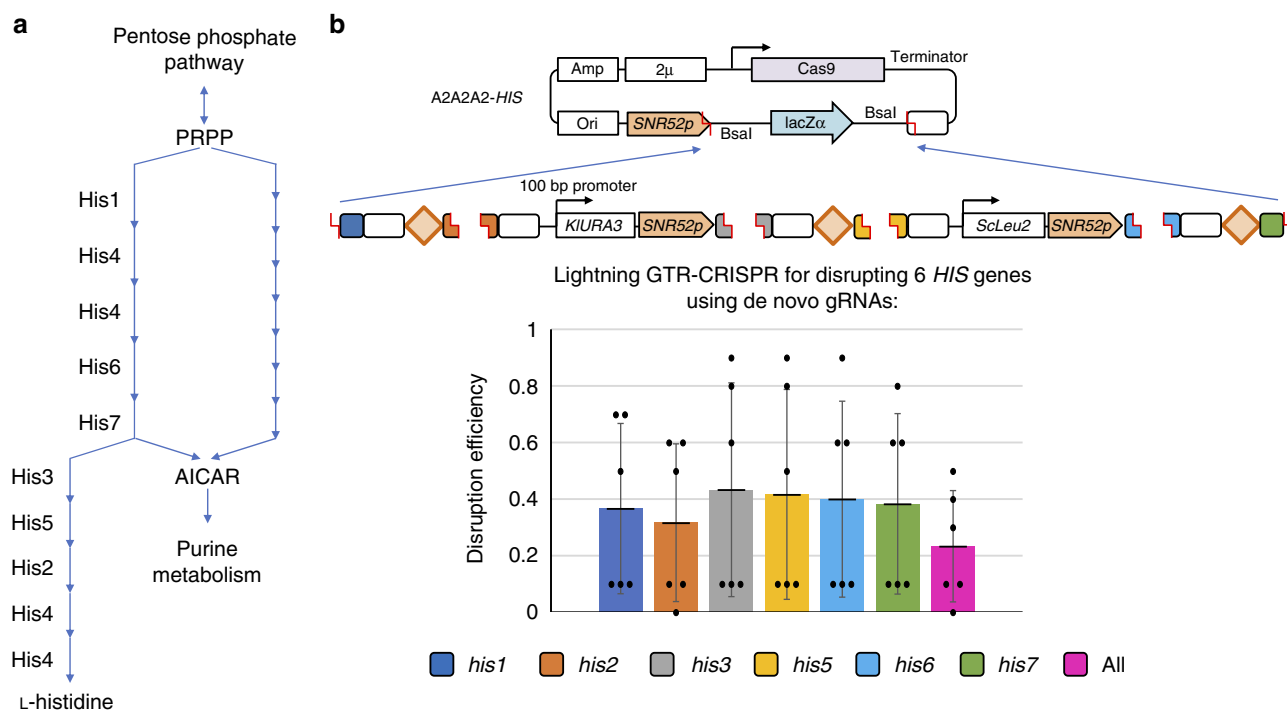 a
Pentose phosphate
pathway
PRPP
His1
His4
His4
His6
His7
His3
His5
His2
His4
His4
AICAR
Purine
metabolism
L-histidine
b
A2A2A2-HIS
Amp
2µ
Cas9
Terminator
Ori
SNR52p
BsaI
lacZα
BsaI
100 bp promoter
KlURA3
SNR52p
ScLeu2
SNR52p
Lightning GTR-CRISPR for disrupting 6 HIS genes
using de novo gRNAs:
Disruption efficiency
1
0.8
0.6
0.4
0.2
0
his1
his2
his3
his5
his6
his7
All